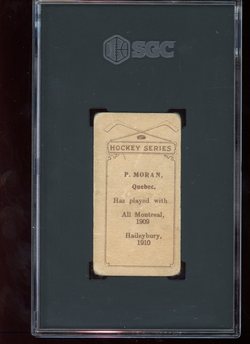 SGC
HOCKEY SERIES
P. MORAN,
Quebec.
Has played with
All Montreal,
1909
Haileybury,
1910